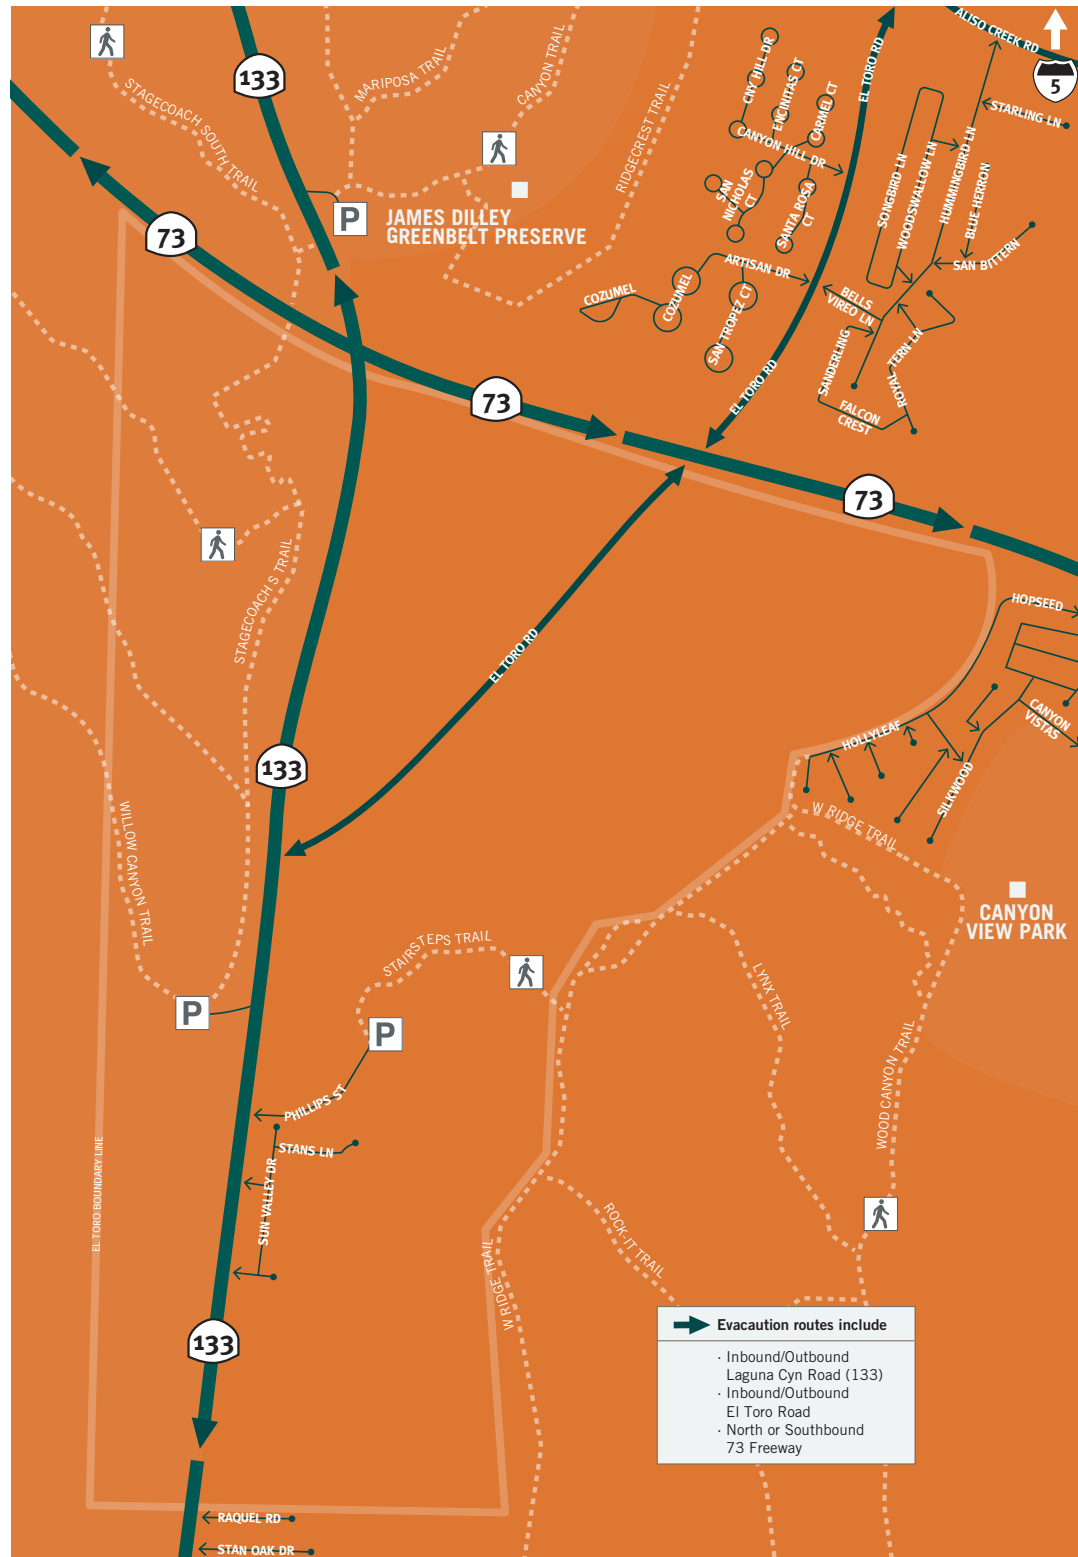 ALISO CREEK RD
5
133
STAGECOACH SOUTH TRAIL
MARIPOSA TRAIL
CANYON TRAIL
RIDGECREST TRAIL
CNY HILL DR
ENCINITAS CT
CARMEL CT
EL TORO RD
STARLING LN
CANYON HILL DR
SAN
NICHOLAS
CT
SANTA ROSA
CT
SONGBIRD LN
WOODSWALLOW LN
HUMMINGBIRD LN
BLUE HERRON
SAN BITTERN
P
JAMES DILLEY
GREENBELT PRESERVE
73
ARTISAN DR
COZUMEL
COZUMEL
SAN TROPEZ CT
BELLS
VIREO LN
SANDERLING
ROYAL TERN LN
FALCON
CREST
EL TORO RD
73
73
STAGECOACH S TRAIL
EL TORO RD
HOPSEED
CANYON
VISTAS
HOLLYLEAF
SILKWOOD
133
W RIDGE TRAIL
WILLOW CANYON TRAIL
CANYON
VIEW PARK
STAIRSTEPS TRAIL
LYNX TRAIL
P
P
WOOD CANYON TRAIL
PHILLIPS ST
STANS LN
SUN VALLEY DR
EL TORO BOUNDARY LINE
ROCK-IT TRAIL
W RIDGE TRAIL
133
Evacaution routes include
· Inbound/Outbound
Laguna Cyn Road (133)
· Inbound/Outbound
El Toro Road
· North or Southbound
73 Freeway
RAQUEL RD
STAN OAK DR